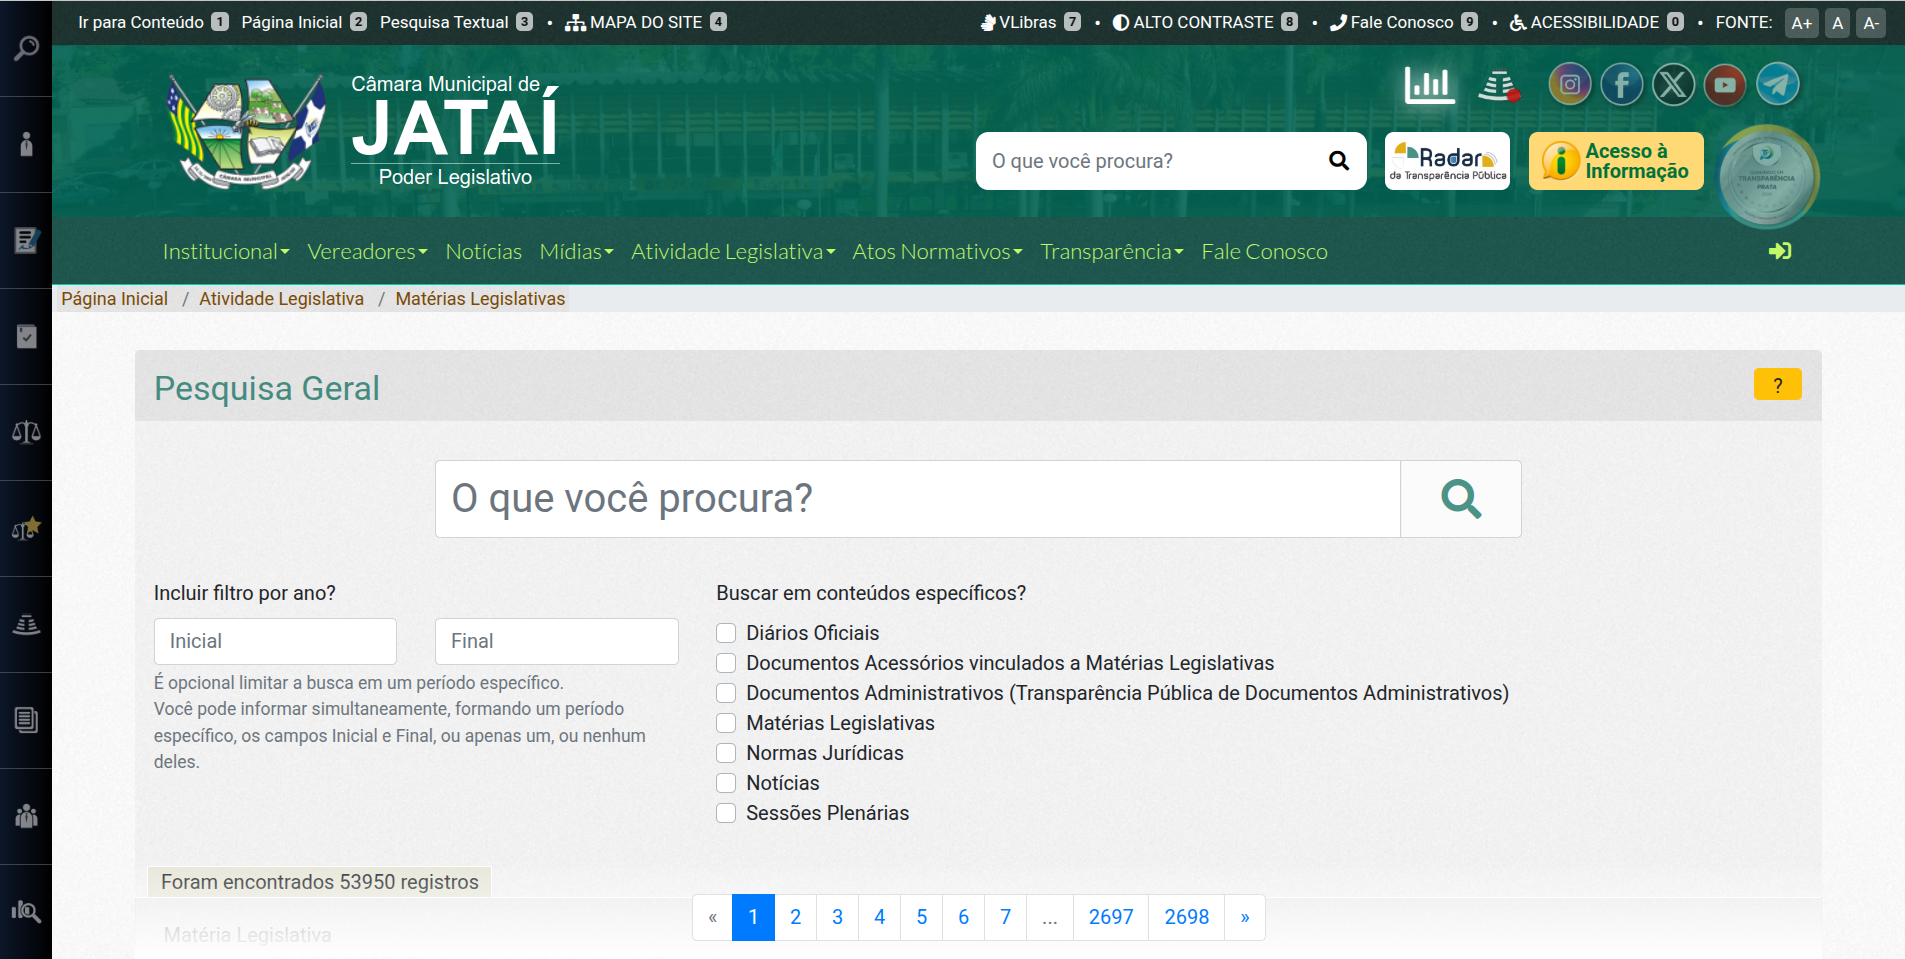 Ir para Conteúdo 1 Página Inicial 2 Pesquisa Textual 3 • MAPA DO SITE 4
VLibras 7 • ALTO CONTRASTE 8 • Fale Conosco 9 • ACESSIBILIDADE 0 • FONTE: A+ A A-
Câmara Municipal de
JATAÍ
Poder Legislativo
O que você procura?
Radar
da Transparência Pública
Acesso à
Informação
TRANSPARÊNCIA
PRATA
Institucional Vereadores Notícias Mídias Atividade Legislativa Atos Normativos Transparência Fale Conosco
Página Inicial / Atividade Legislativa / Matérias Legislativas
Pesquisa Geral
?
O que você procura?
Incluir filtro por ano?
Inicial Final
É opcional limitar a busca em um período específico.
Você pode informar simultaneamente, formando um período
específico, os campos Inicial e Final, ou apenas um, ou nenhum
deles.
Buscar em conteúdos específicos?
Diários Oficiais
Documentos Acessórios vinculados a Matérias Legislativas
Documentos Administrativos (Transparência Pública de Documentos Administrativos)
Matérias Legislativas
Normas Jurídicas
Notícias
Sessões Plenárias
Foram encontrados 53950 registros
« 1 2 3 4 5 6 7 ... 2697 2698 »
Matéria Legislativa